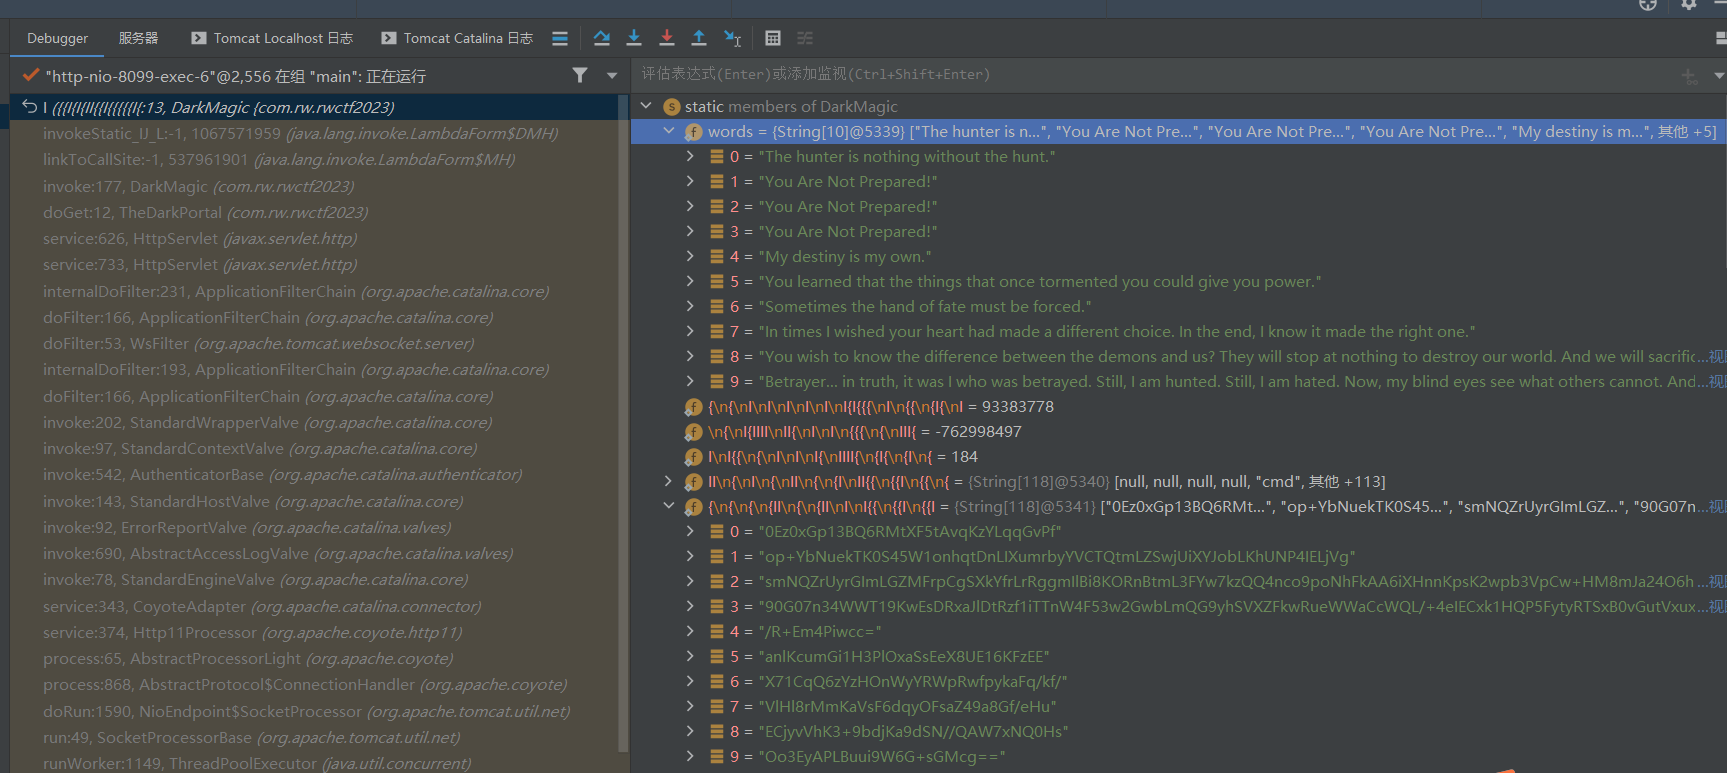 Debugger 服务器 Tomcat Localhost 日志 Tomcat Catalina 日志
"http-nio-8099-exec-6"@2,556 在组 "main": 正在运行
l ({{l{l{ll{{l{{{{l{:13, DarkMagic {com.rw.rwctf2023)
invokeStatic_IJ_L:-1, 1067571959 (java.lang.invoke.LambdaForm$DMH)
linkToCallSite:-1, 537961901 (java.lang.invoke.LambdaForm$MH)
invoke:177, DarkMagic (com.rw.rwctf2023)
doGet:12, TheDarkPortal (com.rw.rwctf2023)
service:626, HttpServlet (javax.servlet.http)
service:733, HttpServlet (javax.servlet.http)
internalDoFilter:231, ApplicationFilterChain (org.apache.catalina.core)
doFilter:166, ApplicationFilterChain (org.apache.catalina.core)
doFilter:53, WsFilter (org.apache.tomcat.websocket.server)
internalDoFilter:193, ApplicationFilterChain (org.apache.catalina.core)
doFilter:166, ApplicationFilterChain (org.apache.catalina.core)
invoke:202, StandardWrapperValve (org.apache.catalina.core)
invoke:97, StandardContextValve (org.apache.catalina.core)
invoke:542, AuthenticatorBase (org.apache.catalina.authenticator)
invoke:143, StandardHostValve (org.apache.catalina.core)
invoke:92, ErrorReportValve (org.apache.catalina.valves)
invoke:690, AbstractAccessLogValve (org.apache.catalina.valves)
invoke:78, StandardEngineValve (org.apache.catalina.core)
service:343, CoyoteAdapter (org.apache.catalina.connector)
service:374, Http11Processor (org.apache.coyote.http11)
process:65, AbstractProcessorLight (org.apache.coyote)
process:868, AbstractProtocol$ConnectionHandler (org.apache.coyote)
doRun:1590, NioEndpoint$SocketProcessor (org.apache.tomcat.util.net)
run:49, SocketProcessorBase (org.apache.tomcat.util.net)
runWorker:1149, ThreadPoolExecutor (java.util.concurrent)
评估表达式(Enter)或添加监视(Ctrl+Shift+Enter)
static members of DarkMagic
words = {String[10]@5339} ["The hunter is n...", "You Are Not Pre...", "You Are Not Pre...", "You Are Not Pre...", "My destiny is m...", 其他 +5]
0 = "The hunter is nothing without the hunt."
1 = "You Are Not Prepared!"
2 = "You Are Not Prepared!"
3 = "You Are Not Prepared!"
4 = "My destiny is my own."
5 = "You learned that the things that once tormented you could give you power."
6 = "Sometimes the hand of fate must be forced."
7 = "In times I wished your heart had made a different choice. In the end, I know it made the right one."
8 = "You wish to know the difference between the demons and us? They will stop at nothing to destroy our world. And we will sacrific...视
9 = "Betrayer... in truth, it was I who was betrayed. Still, I am hunted. Still, I am hated. Now, my blind eyes see what others cannot. And...视
{\n{\nl\nl\nl\nl\nl\nl{l{{{\nl\n{{\n{l{\nl = 93383778
\n{\nl{llll\nll{\nl\nl\n{{{\n{\nlll{ = -762998497
l\nl{{\n{\nl\nl\nl{\nllll{\n{l{\n{l\n{ = 184
ll\n{\nl\n{\nll\n{\n{l\nll{{\n{{l\n{{\n{ = {String[118]@5340} [null, null, null, null, "cmd", 其他 +113]
{\n{\n{\n{ll\n{\n{ll\nl\nl{{\n{{l\n{{l = {String[118]@5341} ["0Ez0xGp13BQ6RMt...", "op+YbNuekTK0S45...", "smNQZrUyrGImLGZ...", "90G07n...视
0 = "0Ez0xGp13BQ6RMtXF5tAvqKzYLqqGvPf"
1 = "op+YbNuekTK0S45W1onhqtDnLIXumrbyYVCTQtmLZSwjUiXYJobLKhUNP4IELjVg"
2 = "smNQZrUyrGImLGZMFrpCgSXkYfrLrRggmIlBi8KORnBtmL3FYw7kzQQ4nco9poNhFkAA6iXHnnKpsK2wpb3VpCw+HM8mJa24O6h...视
3 = "90G07n34WWT19KwEsDRxaJlDtRzf1iTTnW4F53w2GwbLmQG9yhSVXZFkwRueWWaCcWQL/+4eIECxk1HQP5FytyRTSxB0vGutVxux...视
4 = "/R+Em4Piwcc="
5 = "anlKcumGi1H3PlOxaSsEeX8UE16KFzEE"
6 = "X71CqQ6zYzHOnWyYRWpRwfpykaFq/kf/"
7 = "VlHl8rMmKaVsF6dqyOFsaZ49a8Gf/eHu"
8 = "ECjyvVhK3+9bdjKa9dSN//QAW7xNQ0Hs"
9 = "Oo3EyAPLBuui9W6G+sGMcg=="